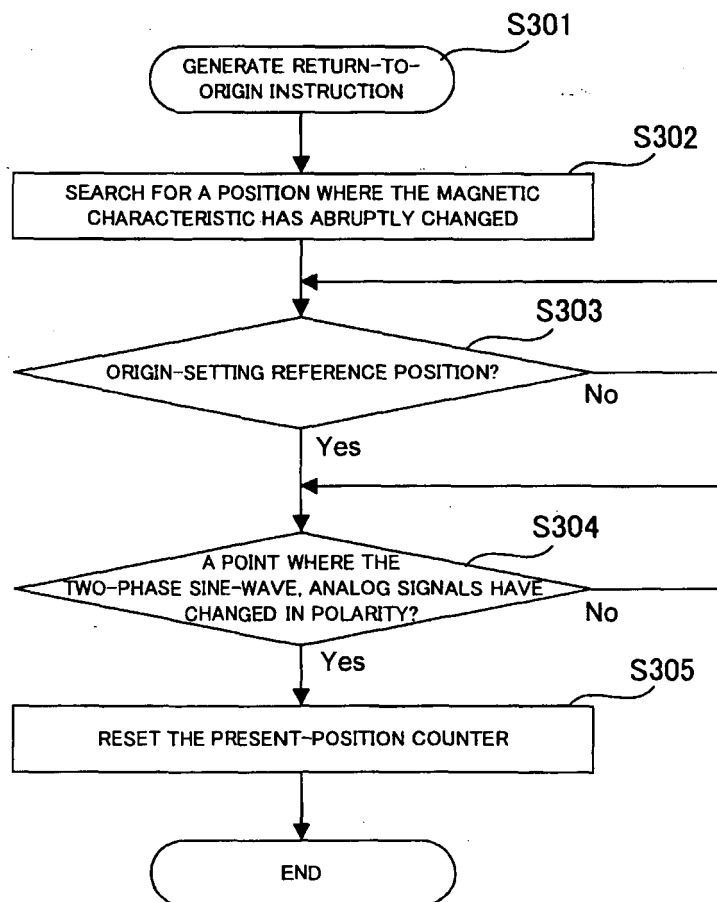 S301
GENERATE RETURN-TO-
ORIGIN INSTRUCTION
S302
SEARCH FOR A POSITION WHERE THE MAGNETIC
CHARACTERISTIC HAS ABRUPTLY CHANGED
S303
ORIGIN-SETTING REFERENCE POSITION?
No
Yes
S304
A POINT WHERE THE
TWO-PHASE SINE-WAVE, ANALOG SIGNALS HAVE
CHANGED IN POLARITY?
No
Yes
S305
RESET THE PRESENT-POSITION COUNTER
END